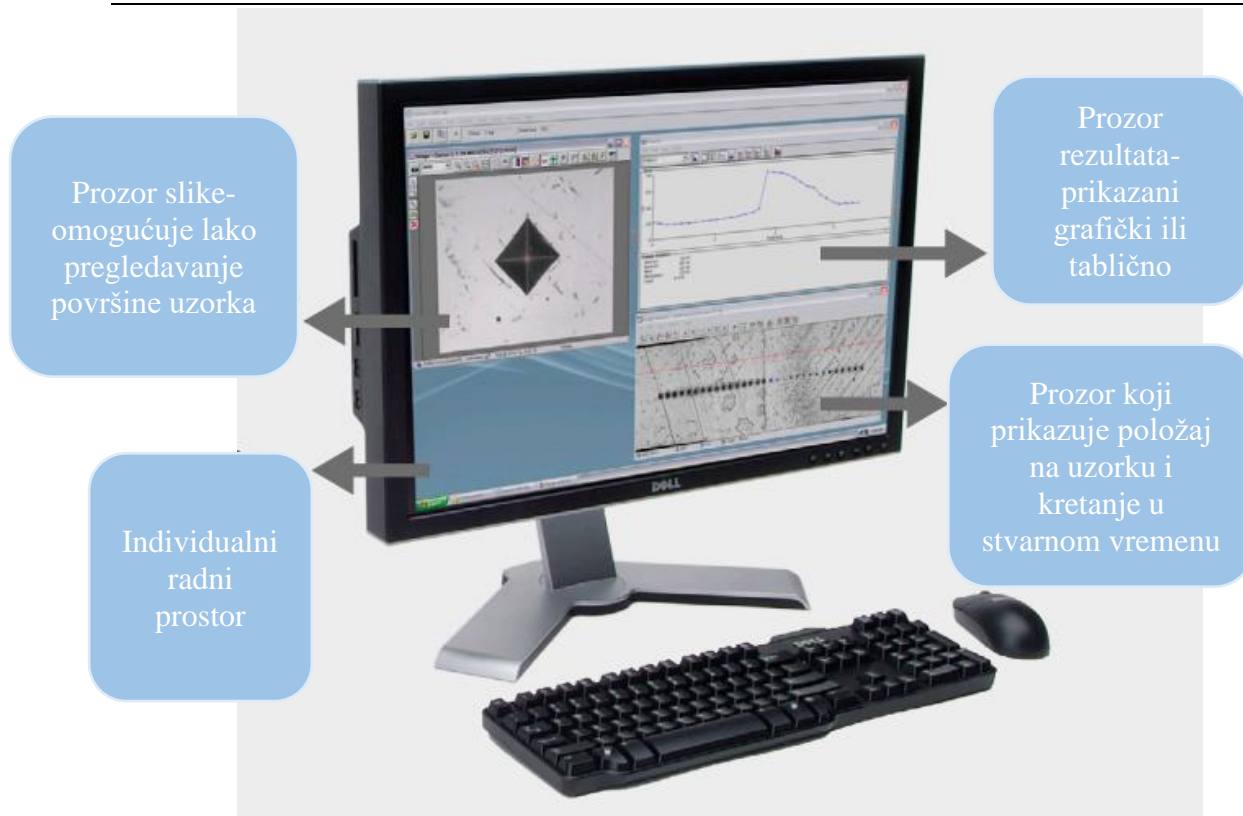 Prozor slike-
omogućuje lako
pregledavanje
površine uzorka
Prozor
rezultata-
prikazani
grafički ili
tablično
Individualni
radni
prostor
Prozor koji
prikazuje položaj
na uzorku i
kretanje u
stvarnom vremenu
DELL
DELL